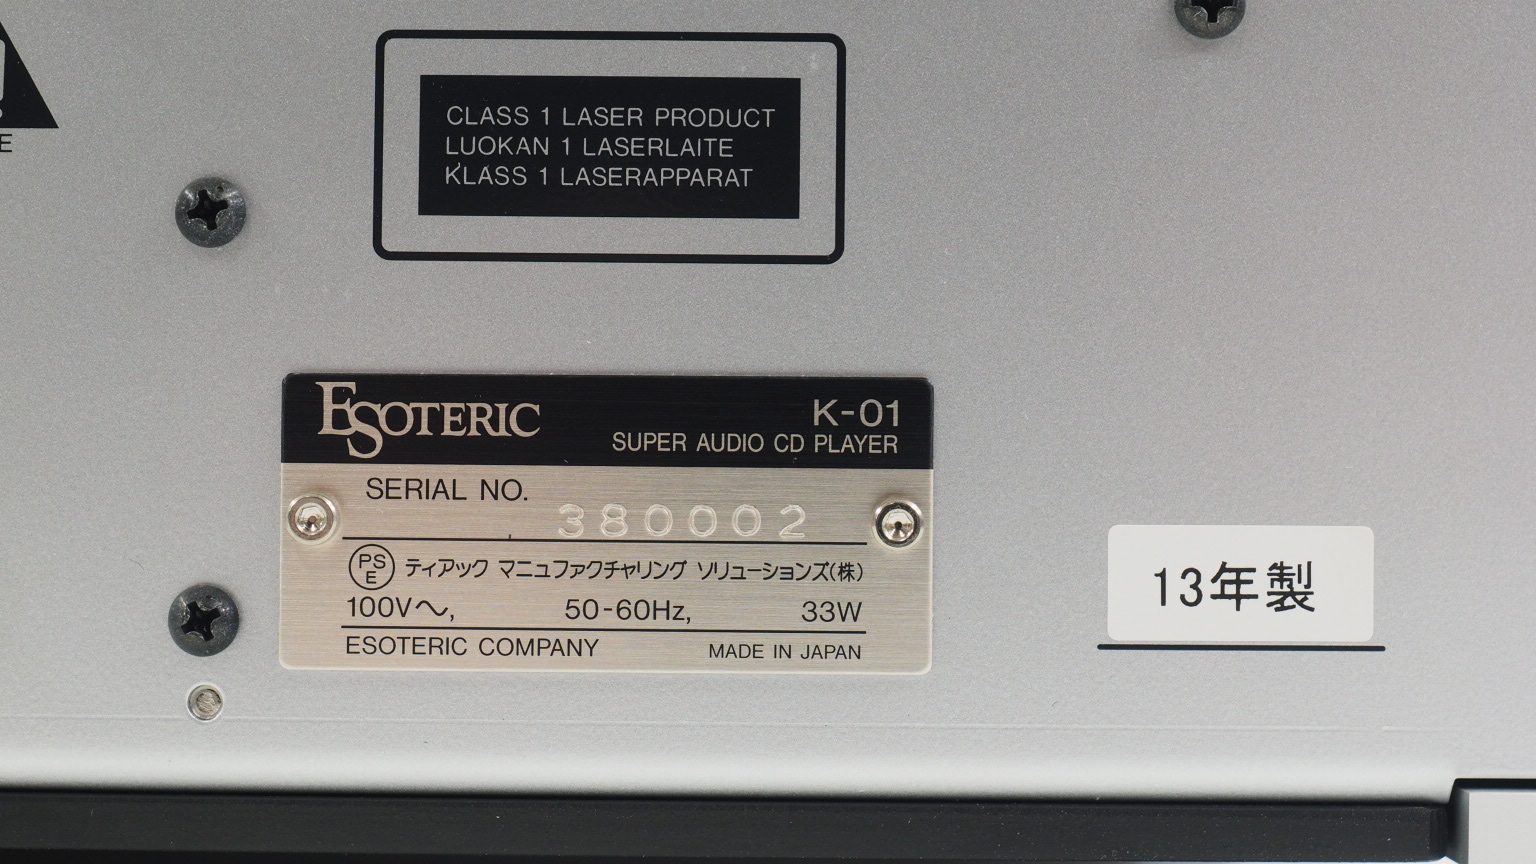 E
CLASS 1 LASER PRODUCT
LUOKAN 1 LASERLAITE
KLASS 1 LASERAPPARAT
ESOTERIC
K-01
SUPER AUDIO CD PLAYER
SERIAL NO.
380002
PS
E
ティアック マニュファクチャリング ソリューションズ(株)
100V〜, 50-60Hz, 33W
ESOTERIC COMPANY MADE IN JAPAN
13年製